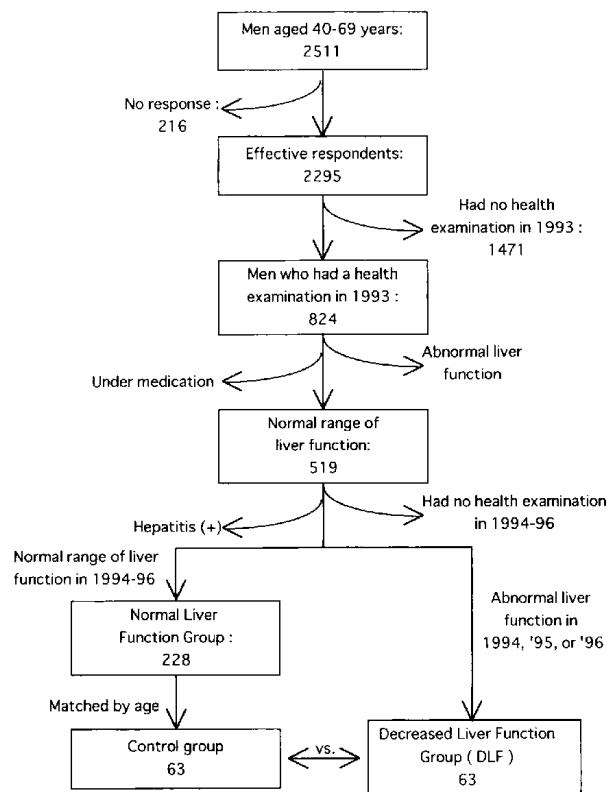 Men aged 40-69 years:
2511
No response :
216
Effective respondents:
2295
Had no health
examination in 1993 :
1471
Men who had a health
examination in 1993 :
824
Under medication
Abnormal liver
function
Normal range of
liver function:
519
Hepatitis (+)
Had no health examination
in 1994-96
Normal range of liver
function in 1994-96
Abnormal liver
function in
1994, '95, or '96
Normal Liver
Function Group :
228
Matched by age
Control group
63
vs.
Decreased Liver Function
Group ( DLF )
63